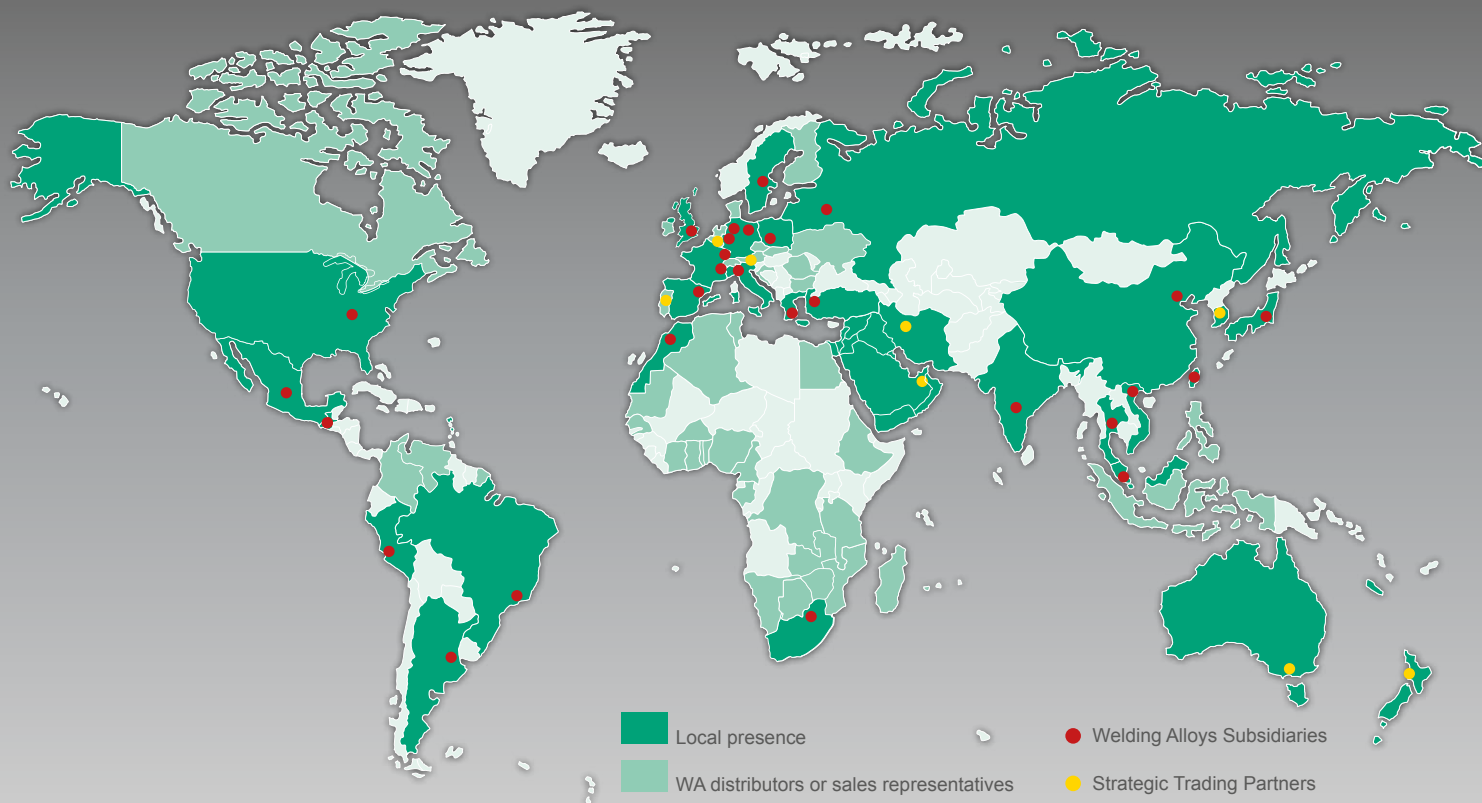 Local presence
WA distributors or sales representatives
Welding Alloys Subsidiaries
Strategic Trading Partners